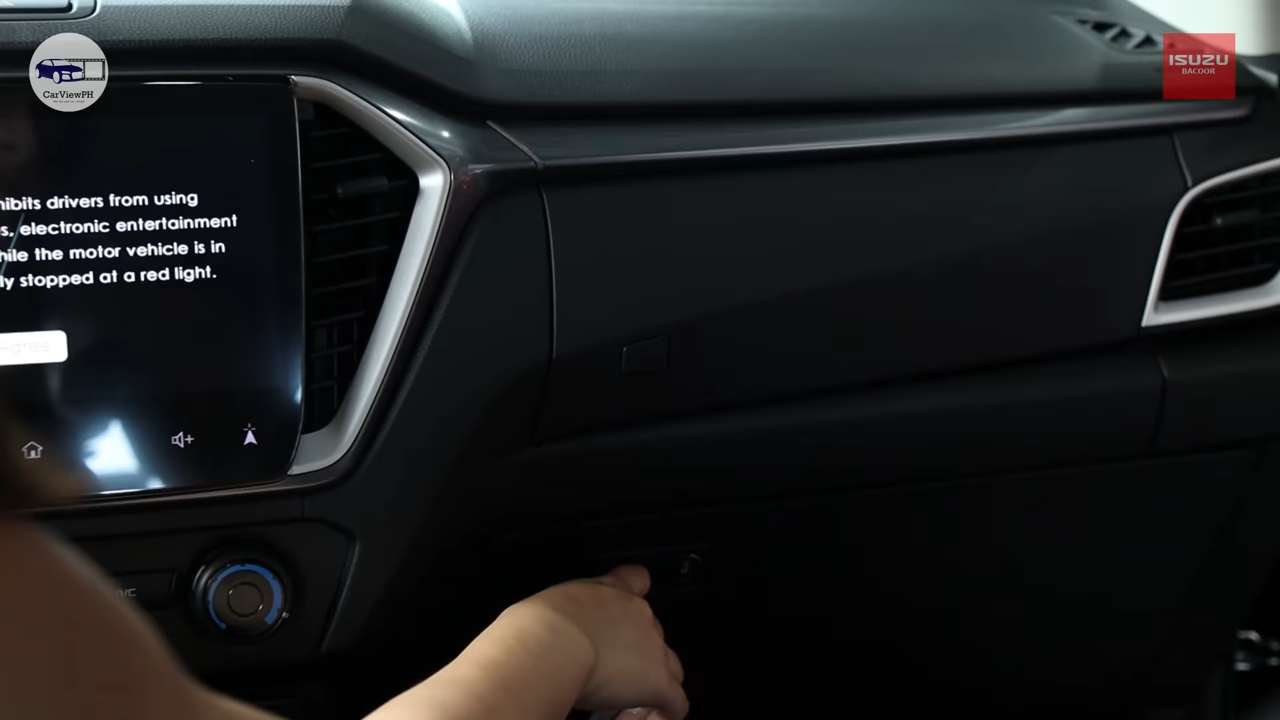 CarViewPH
ISUZU
BACOOR
hibits drivers from using
s, electronic entertainment
hile the motor vehicle is in
ly stopped at a red light.
A/C